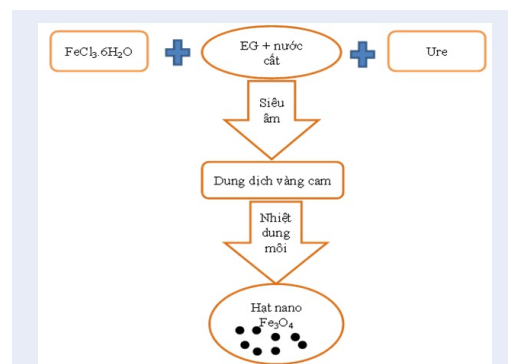 FeCl₃.6H₂O
EG + nước
cất
Ure
Siêu
âm
Dung dịch vàng cam
Nhiệt
dung
môi
Hạt nano
Fe₃O₄